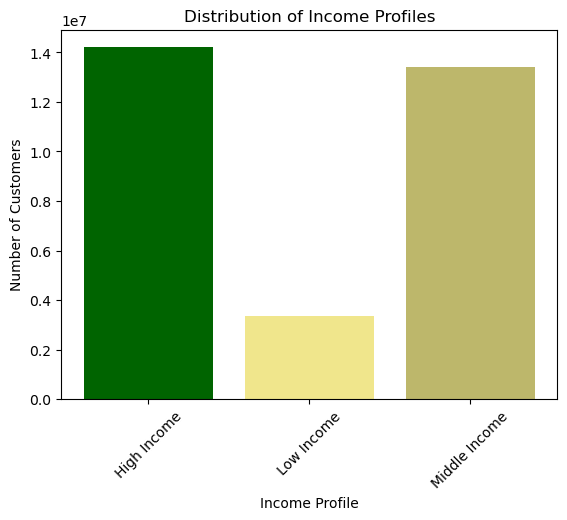 Distribution of Income Profiles
1e7
1.4
1.2
1.0
0.8
0.6
0.4
0.2
0.0
Number of Customers
High Income
Low Income
Middle Income
Income Profile